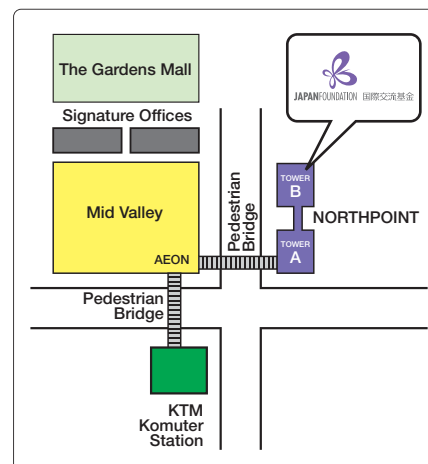 The Gardens Mall
Signature Offices
Mid Valley
AEON
Pedestrian
Bridge
Pedestrian
Bridge
KTM
Komuter
Station
JAPANFOUNDATION 国際交流基金
TOWER
B
NORTHPOINT
TOWER
A